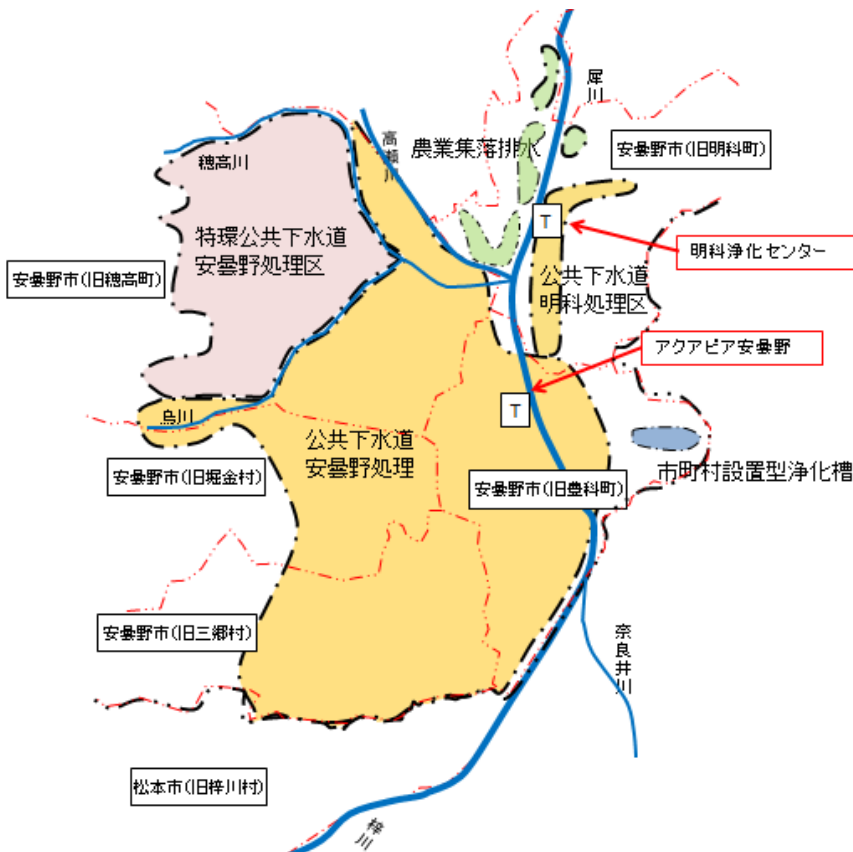 犀川
高瀬川
農業集落排水
安曇野市(旧明科町)
穂高川
T
特環公共下水道
安曇野処理区
明科浄化センター
安曇野市(旧穂高町)
公共下水道
明科処理区
アクアピア安曇野
T
烏川
公共下水道
安曇野処理
市町村設置型浄化槽
安曇野市(旧堀金村)
安曇野市(旧豊科町)
安曇野市(旧三郷村)
奈良井川
松本市(旧梓川村)
梓川